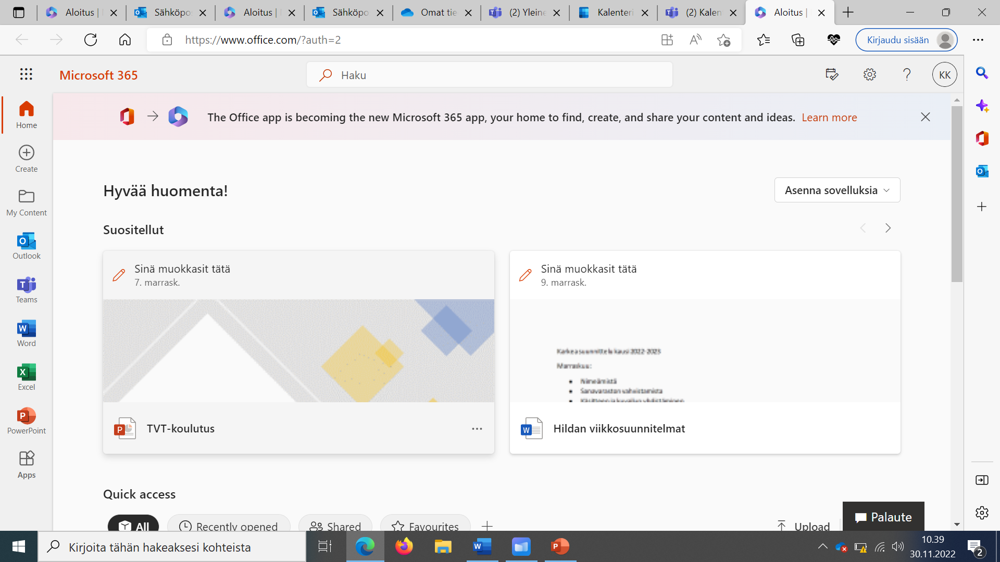 Aloitus |
Sähköpo
Aloitus |
Sähköpo
Omat tie
(2) Yleine
Kalenteri
(2) Kalen
Aloitus |
https://www.office.com/?auth=2
Kirjaudu sisään
Microsoft 365
Haku
KK
The Office app is becoming the new Microsoft 365 app, your home to find, create, and share your content and ideas. Learn more
Home
Create
My Content
Outlook
Teams
Word
Excel
PowerPoint
Apps
Hyvää huomenta!
Asenna sovelluksia
Suositellut
Sinä muokkasit tätä
7. marrask.
TVT-koulutus
Sinä muokkasit tätä
9. marrask.
Karkea suunnittelu kausi 2022-2023
Marraskuu:
Nimeämistä
Sanavaraston vahvistamista
Hildan viikkosuunnitelmat
Quick access
All
Recently opened
Shared
Favourites
Upload
Palaute
Kirjoita tähän hakeaksesi kohteista
10.39
30.11.2022
2